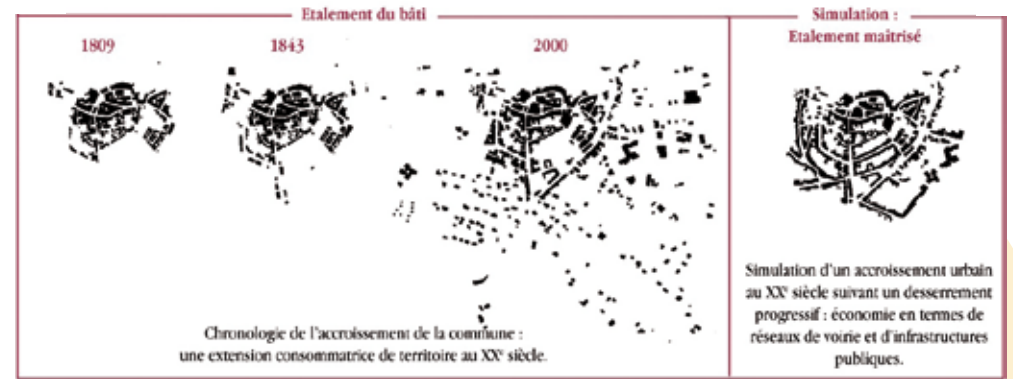 Etalement du bâti
1809
1843
2000
Chronologie de l'accroissement de la commune :
une extension consommatrice de territoire au XXᵉ siècle.
Simulation :
Etalement maîtrisé
Simulation d'un accroissement urbain
au XXᵉ siècle suivant un desserrement
progressif : économie en termes de
réseaux de voirie et d'infrastructures
publiques.